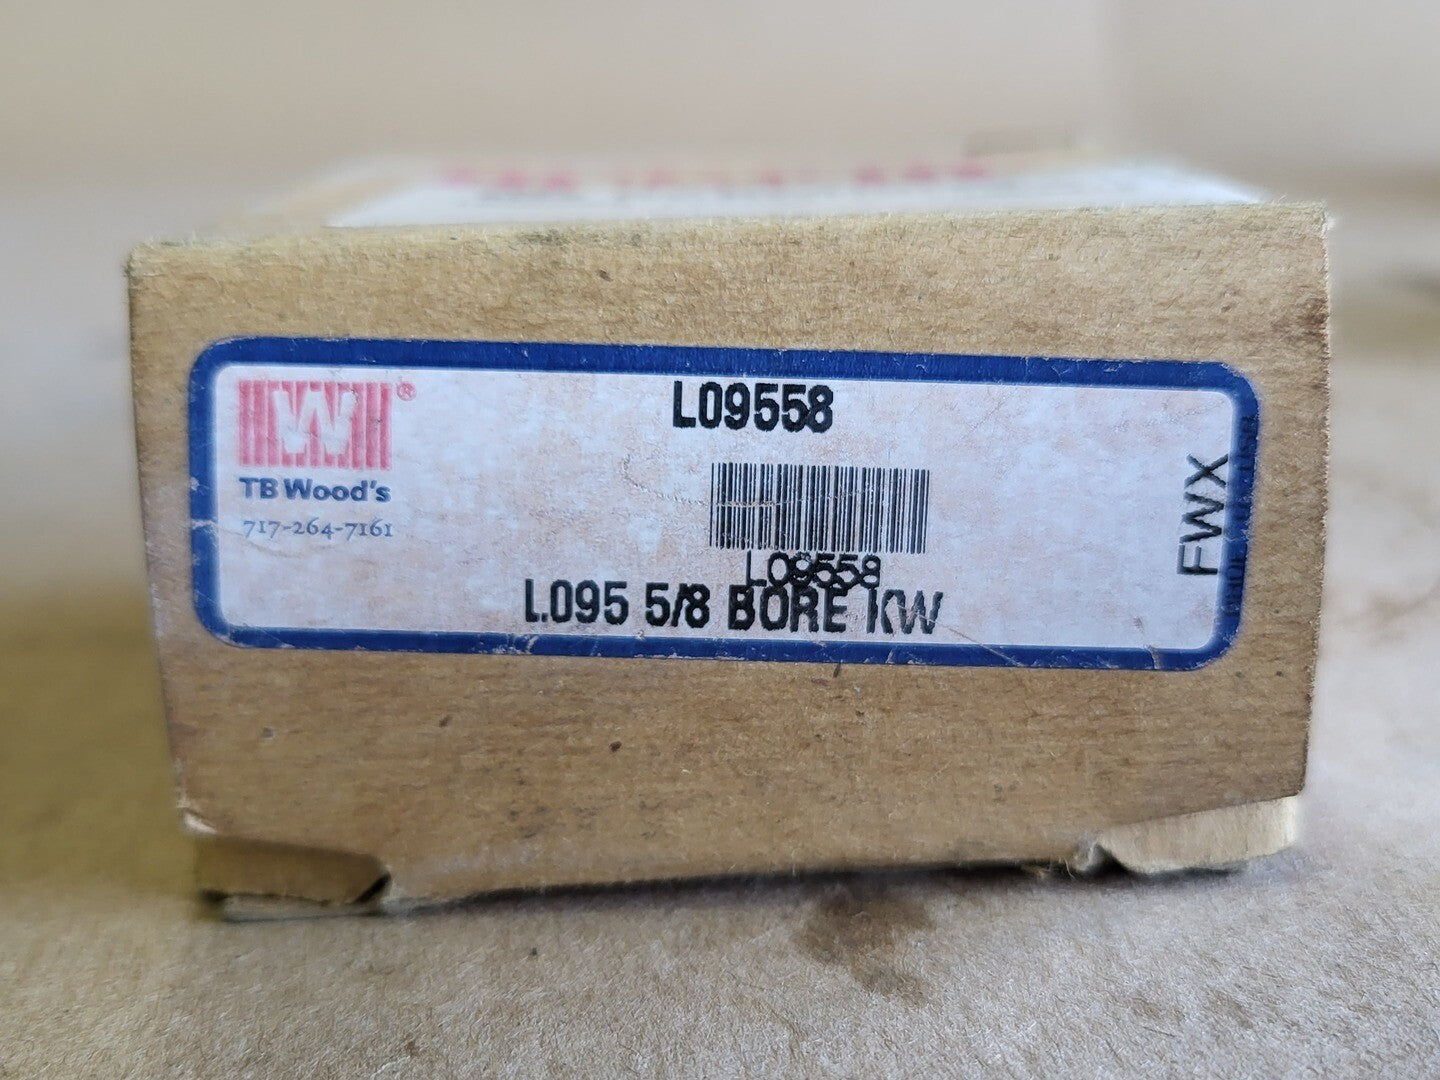 W®
TB Wood's
717-264-7161
L09558
L09558
L095 5/8 BORE KW
FWX